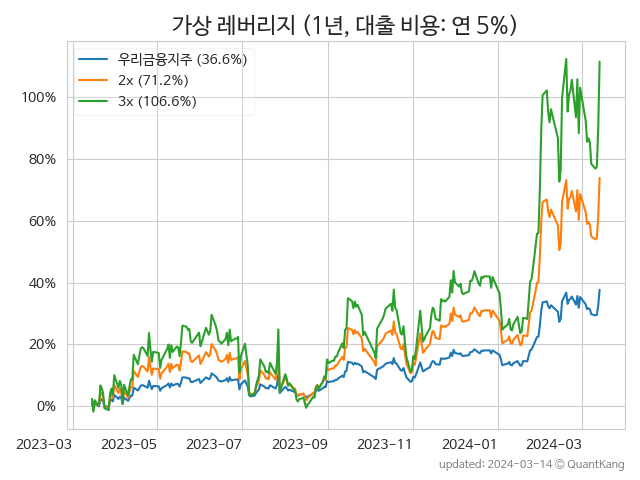 가상 레버리지 (1년, 대출 비용: 연 5%)
우리금융지주 (36.6%)
2x (71.2%)
3x (106.6%)
100%
80%
60%
40%
20%
0%
2023-03 2023-05 2023-07 2023-09 2023-11 2024-01 2024-03
updated: 2024-03-14 © QuantKang